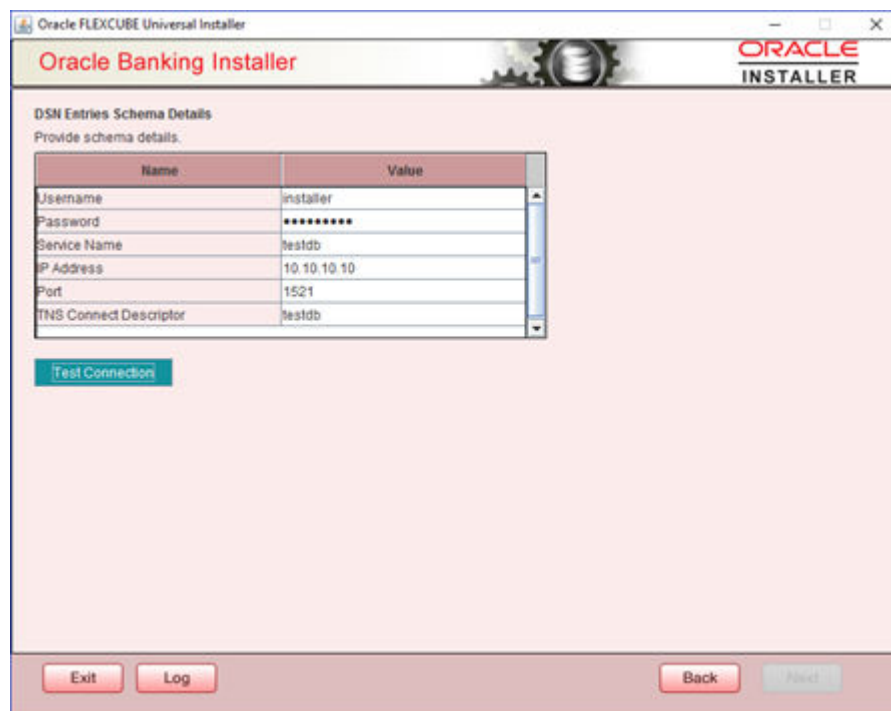 Oracle FLEXCUBE Universal Installer
Oracle Banking Installer
ORACLE
INSTALLER
DSN Entries Schema Details
Provide schema details.
Name Value
Username installer
Password •••••••••
Service Name testdb
IP Address 10.10.10.10
Port 1521
TNS Connect Descriptor testdb
Test Connection
Exit Log Back Next